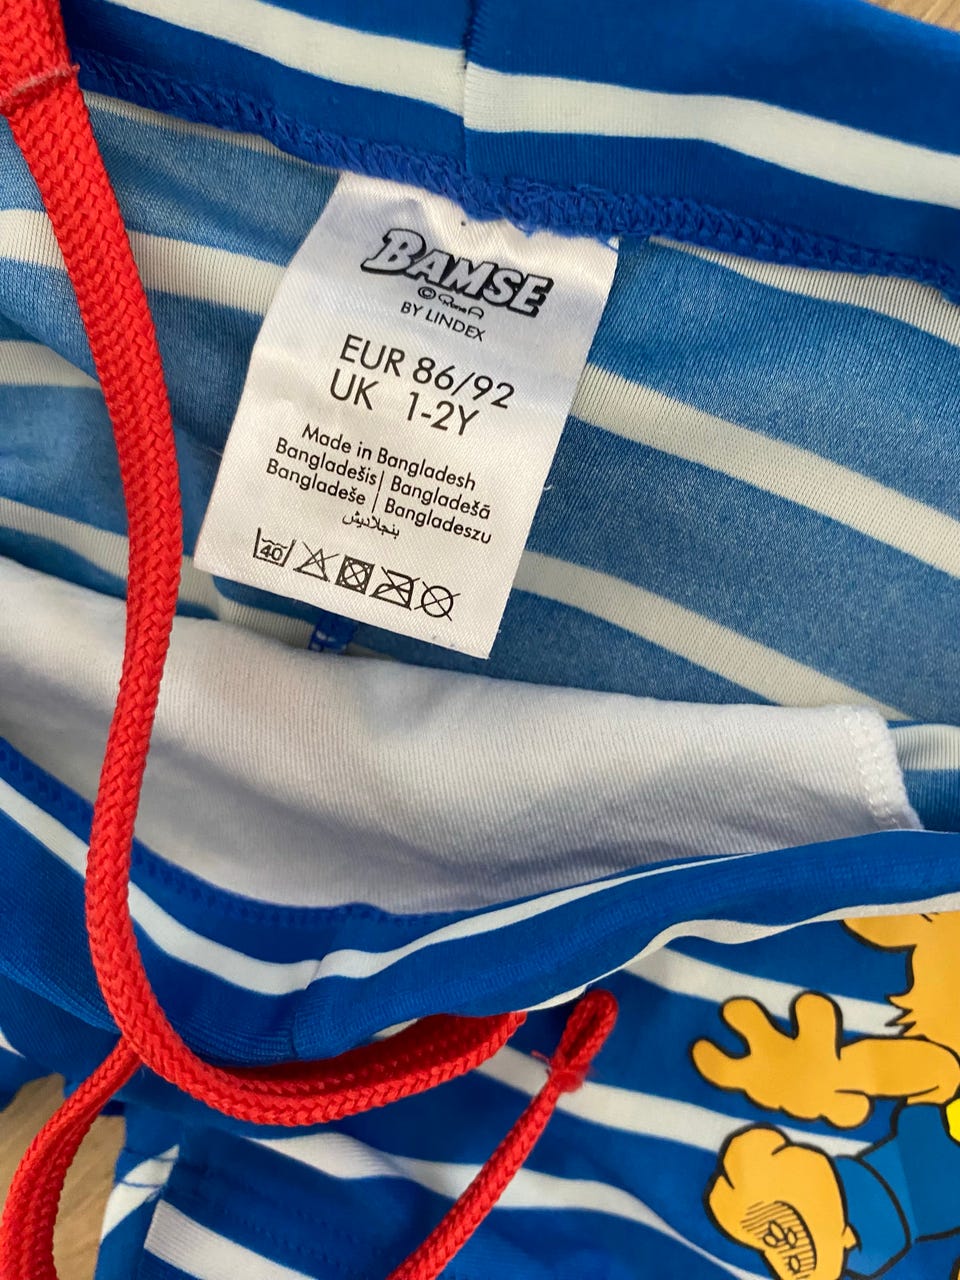 BAMSE
©
BY LINDEX
EUR 86/92
UK 1-2Y
Made in Bangladesh
Bangladešis | Bangladešā
Bangladeše | Bangladeszu
بنجلاديش
40